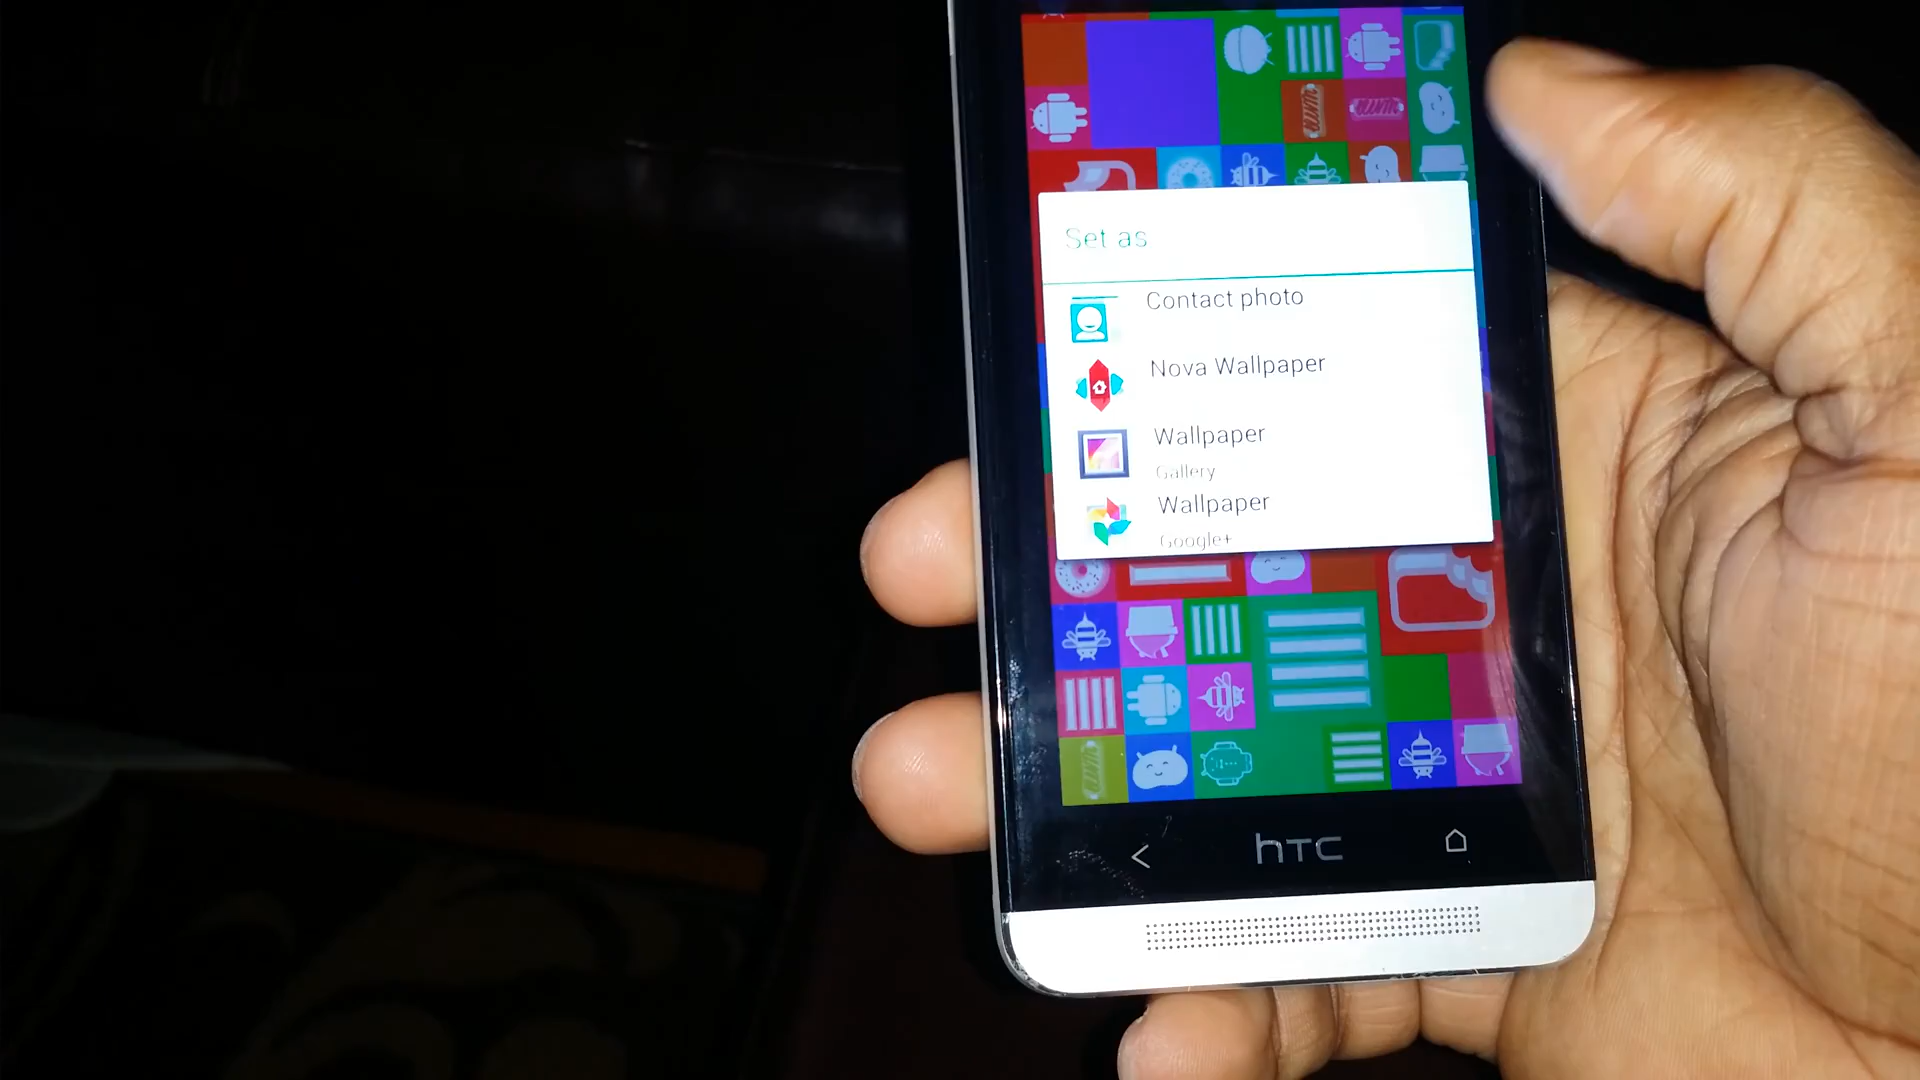 Set as
Contact photo
Nova Wallpaper
Wallpaper
Gallery
Wallpaper
Google+
hTC